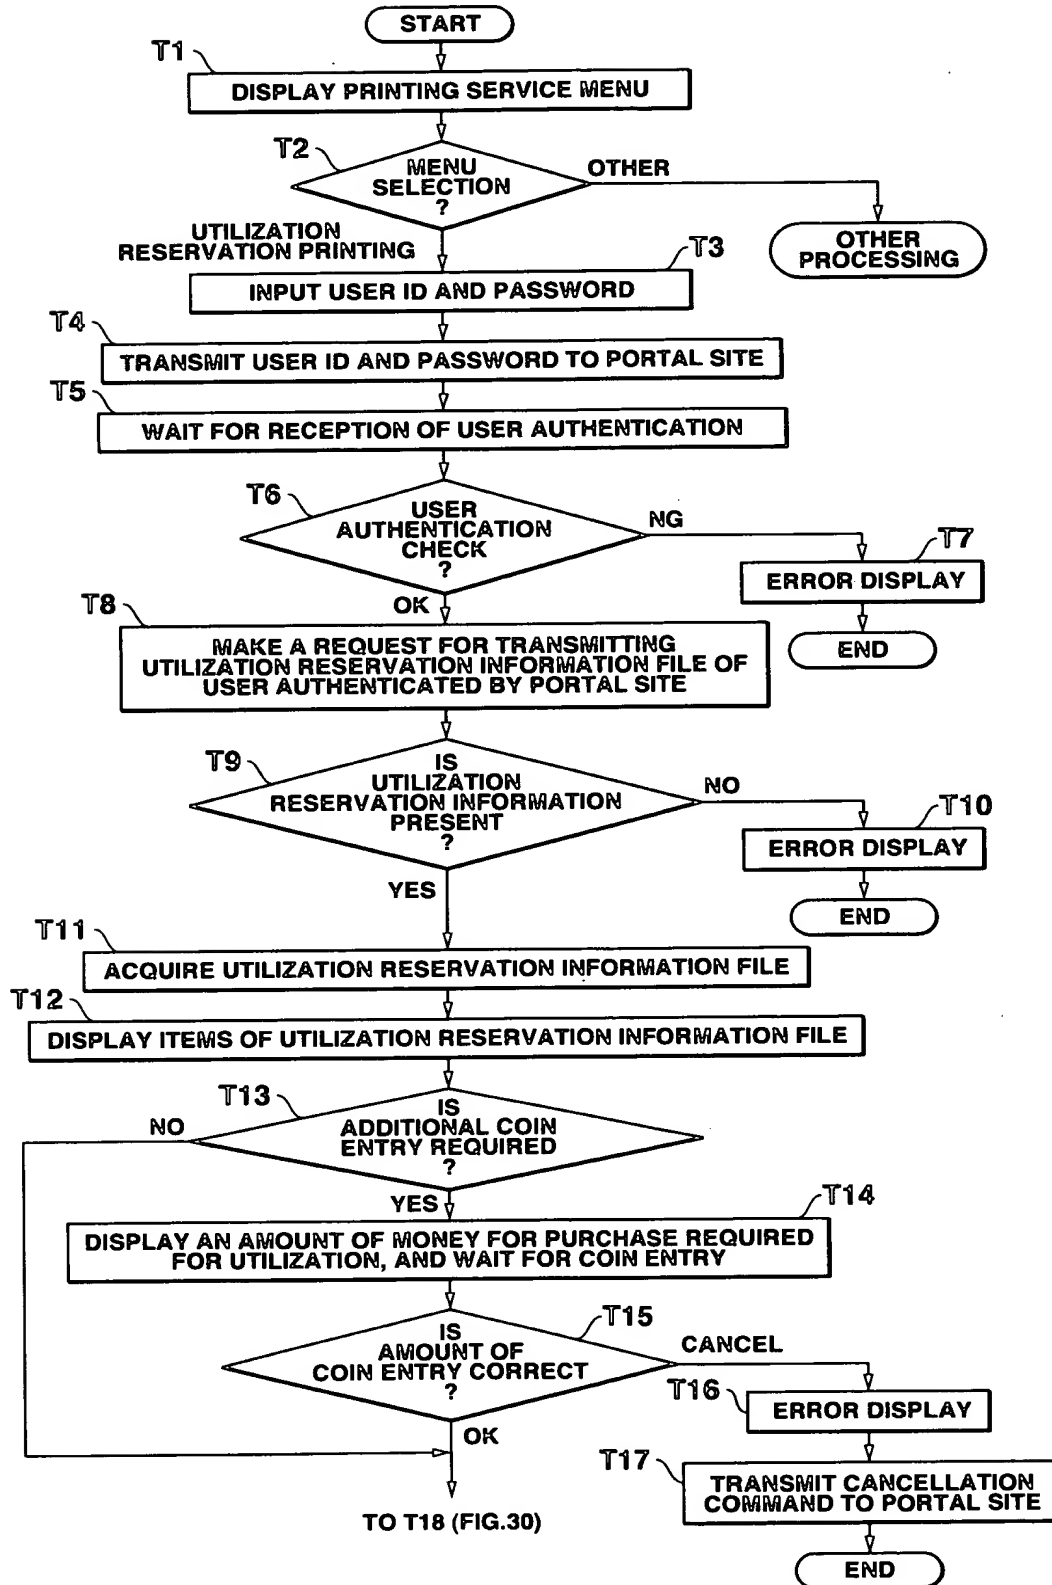 START
T1
DISPLAY PRINTING SERVICE MENU
T2
MENU
SELECTION
?
OTHER
OTHER
PROCESSING
UTILIZATION
RESERVATION PRINTING
T3
INPUT USER ID AND PASSWORD
T4
TRANSMIT USER ID AND PASSWORD TO PORTAL SITE
T5
WAIT FOR RECEPTION OF USER AUTHENTICATION
T6
USER
AUTHENTICATION
CHECK
?
NG
T7
ERROR DISPLAY
END
OK
T8
MAKE A REQUEST FOR TRANSMITTING
UTILIZATION RESERVATION INFORMATION FILE OF
USER AUTHENTICATED BY PORTAL SITE
T9
IS
UTILIZATION
RESERVATION INFORMATION
PRESENT
?
NO
T10
ERROR DISPLAY
END
YES
T11
ACQUIRE UTILIZATION RESERVATION INFORMATION FILE
T12
DISPLAY ITEMS OF UTILIZATION RESERVATION INFORMATION FILE
T13
IS
ADDITIONAL COIN
ENTRY REQUIRED
?
NO
YES
T14
DISPLAY AN AMOUNT OF MONEY FOR PURCHASE REQUIRED
FOR UTILIZATION, AND WAIT FOR COIN ENTRY
T15
IS
AMOUNT OF
COIN ENTRY CORRECT
?
CANCEL
T16
ERROR DISPLAY
OK
T17
TRANSMIT CANCELLATION
COMMAND TO PORTAL SITE
END
TO T18 (FIG.30)